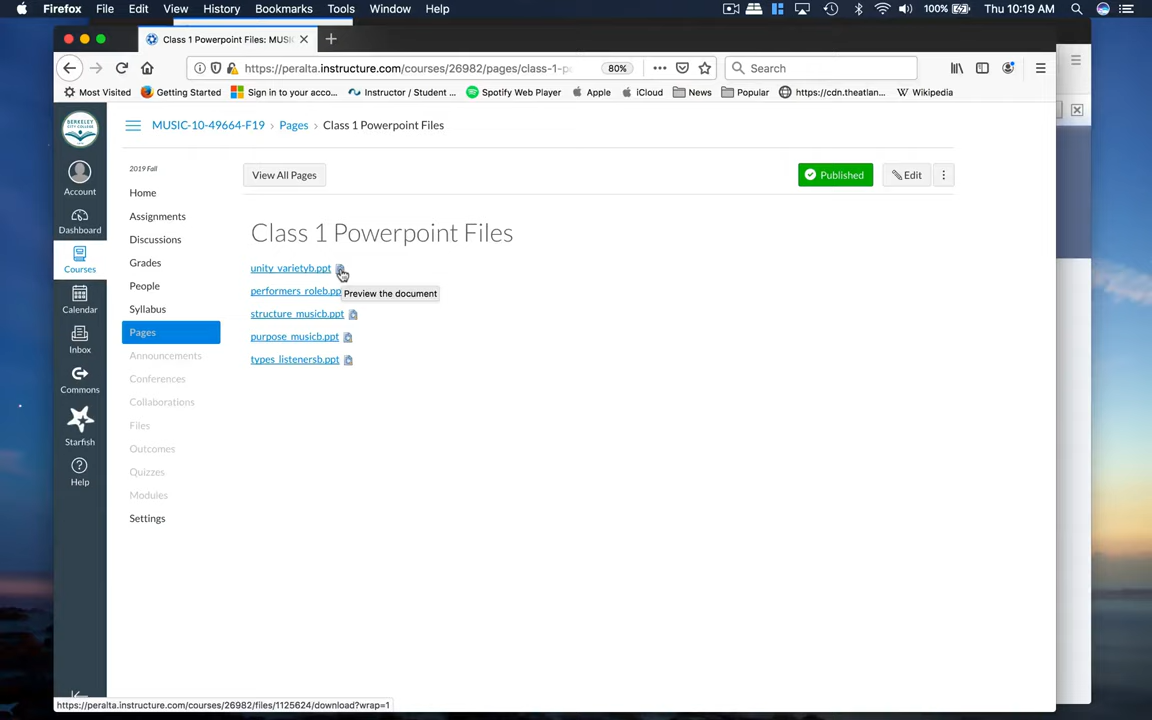 Firefox File Edit View History Bookmarks Tools Window Help 100% Thu 10:19 AM
Class 1 Powerpoint Files: MUSI
https://peralta.instructure.com/courses/26982/pages/class-1-p 80% Search
Most Visited Getting Started Sign in to your acco... Instructor / Student ... Spotify Web Player Apple iCloud News Popular https://cdn.theatlan... Wikipedia
BERKELEY CITY COLLEGE
MUSIC-10-49664-F19 › Pages › Class 1 Powerpoint Files
2019 Fall
View All Pages Published Edit
Account
Dashboard
Courses
Calendar
Inbox
Commons
Starfish
Help
Home
Assignments
Discussions
Grades
People
Syllabus
Pages
Announcements
Conferences
Collaborations
Files
Outcomes
Quizzes
Modules
Settings
Class 1 Powerpoint Files
unity_varietyb.ppt
performers_roleb.pp
Preview the document
structure_musicb.ppt
purpose_musicb.ppt
types_listenersb.ppt
https://peralta.instructure.com/courses/26982/files/1125624/download?wrap=1